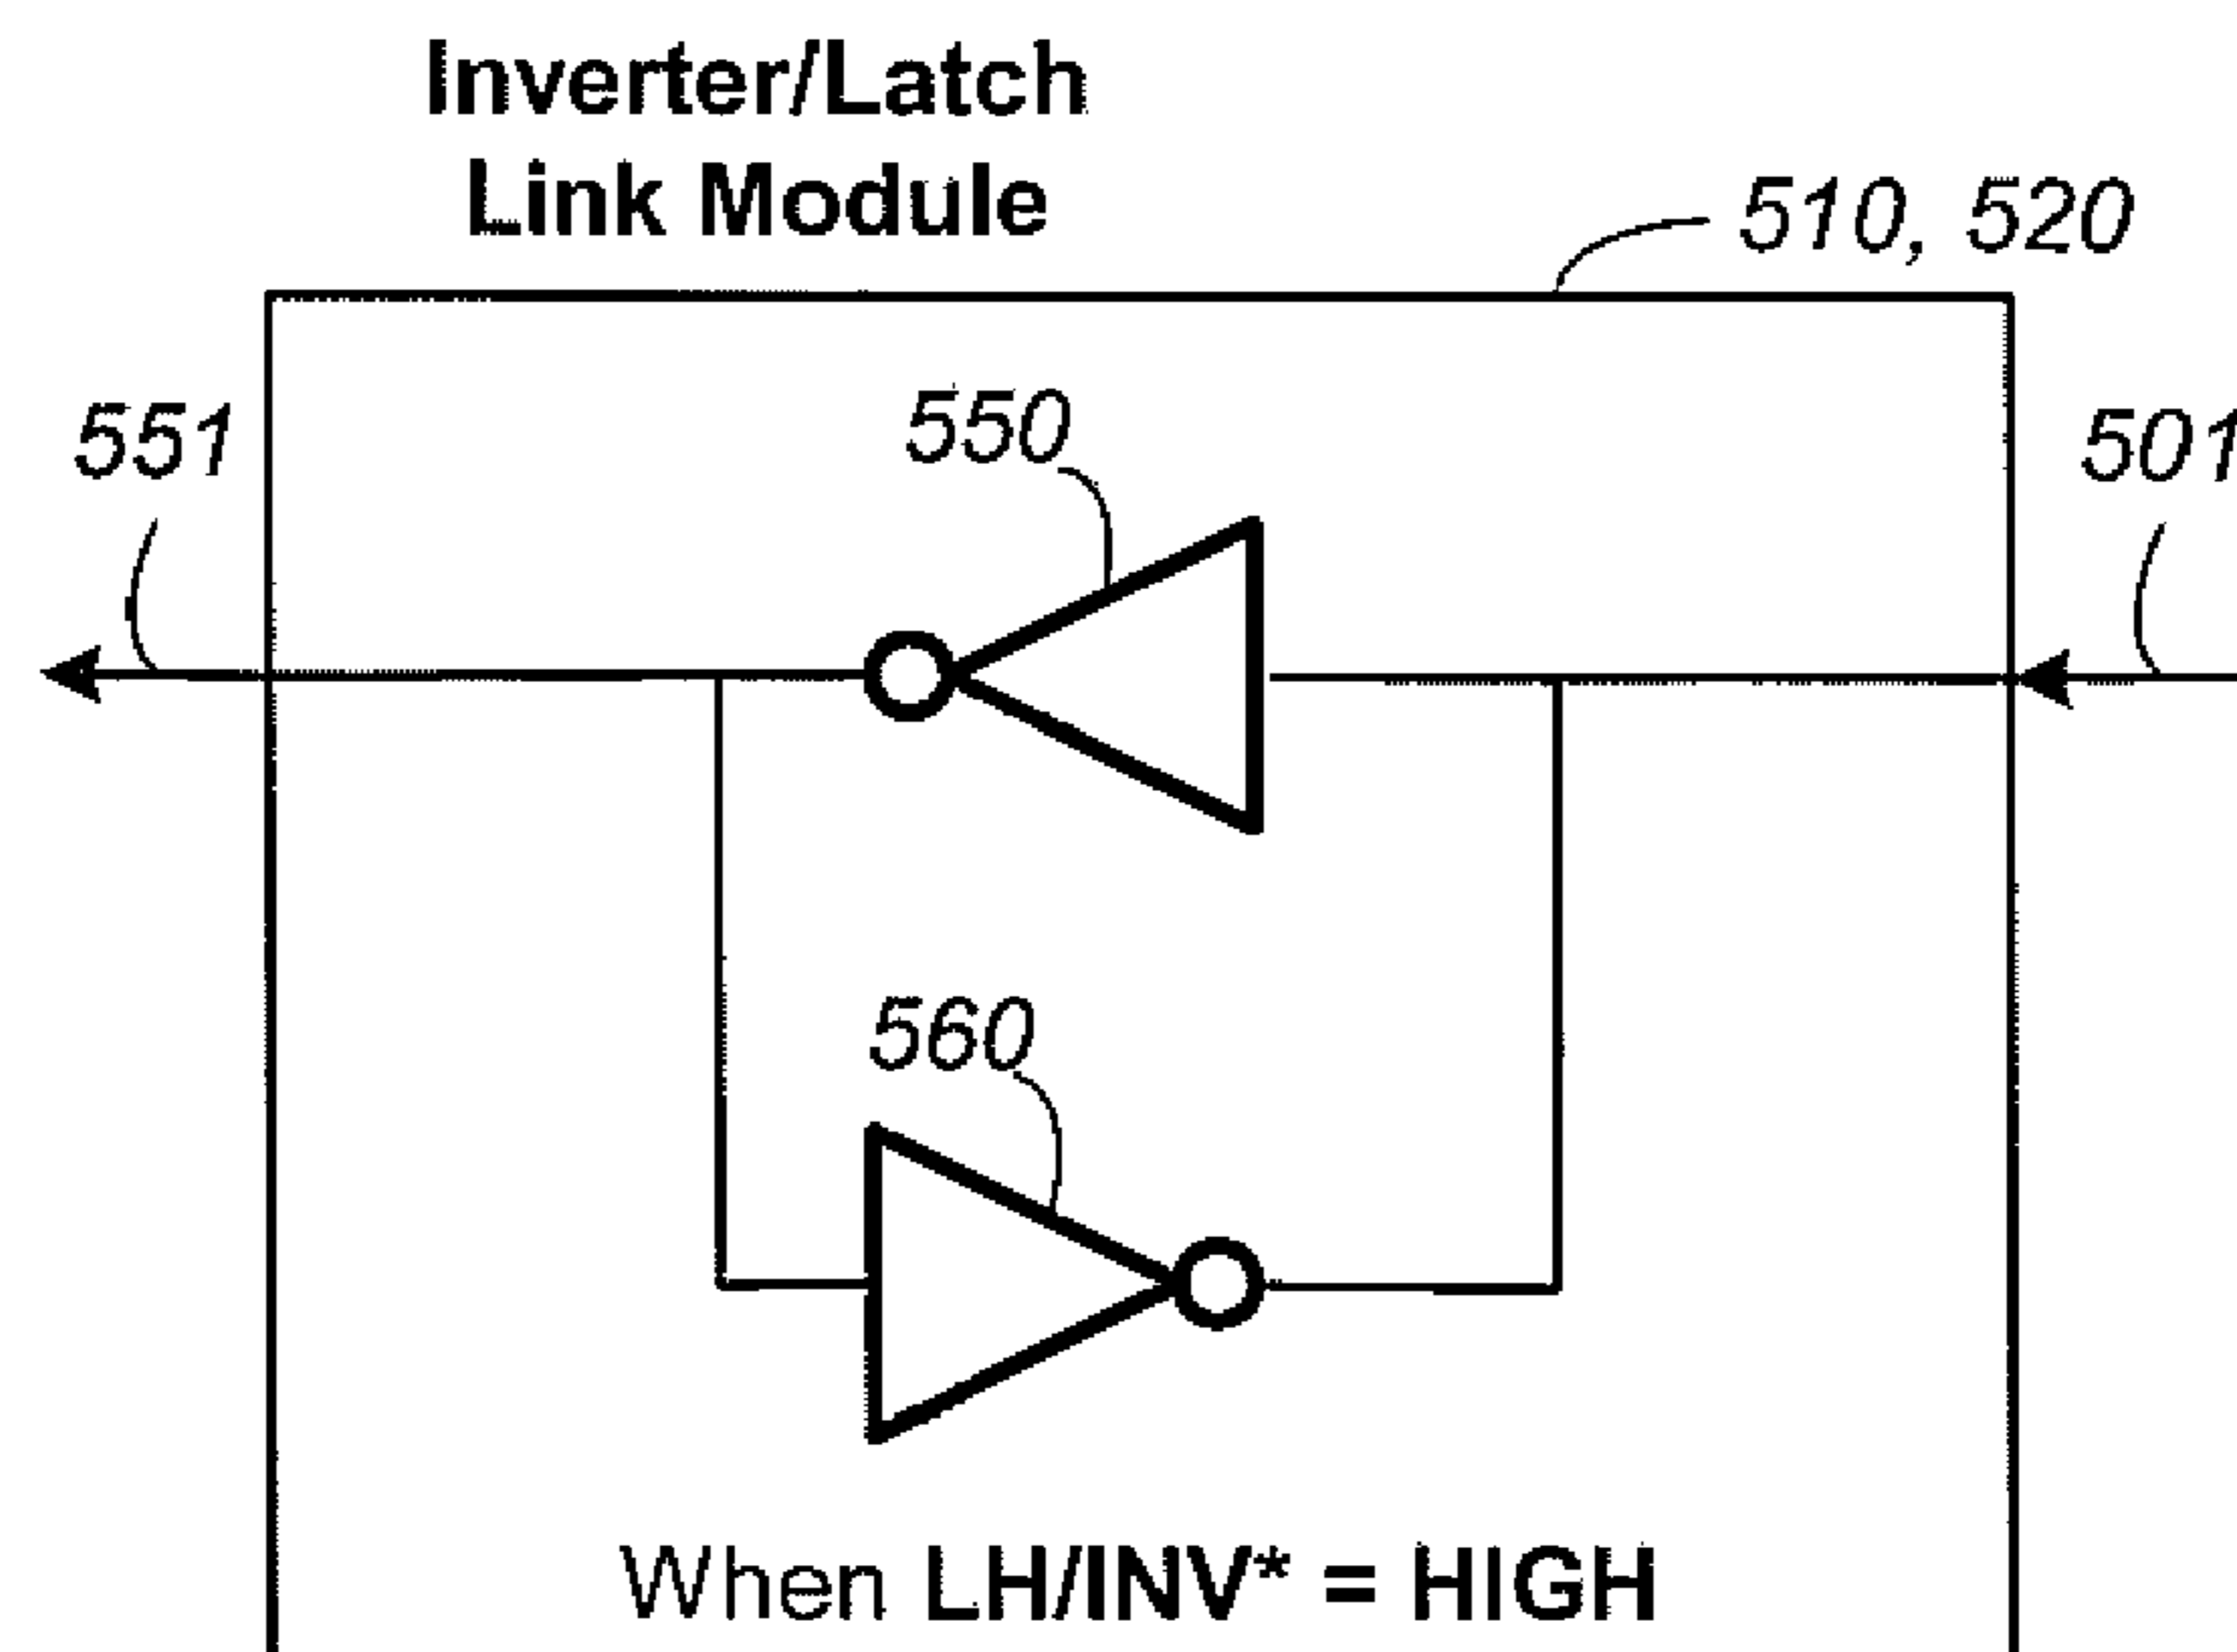 Inverter/Latch
Link Module
510, 520
551
550
501
560
When LH/INV* = HIGH